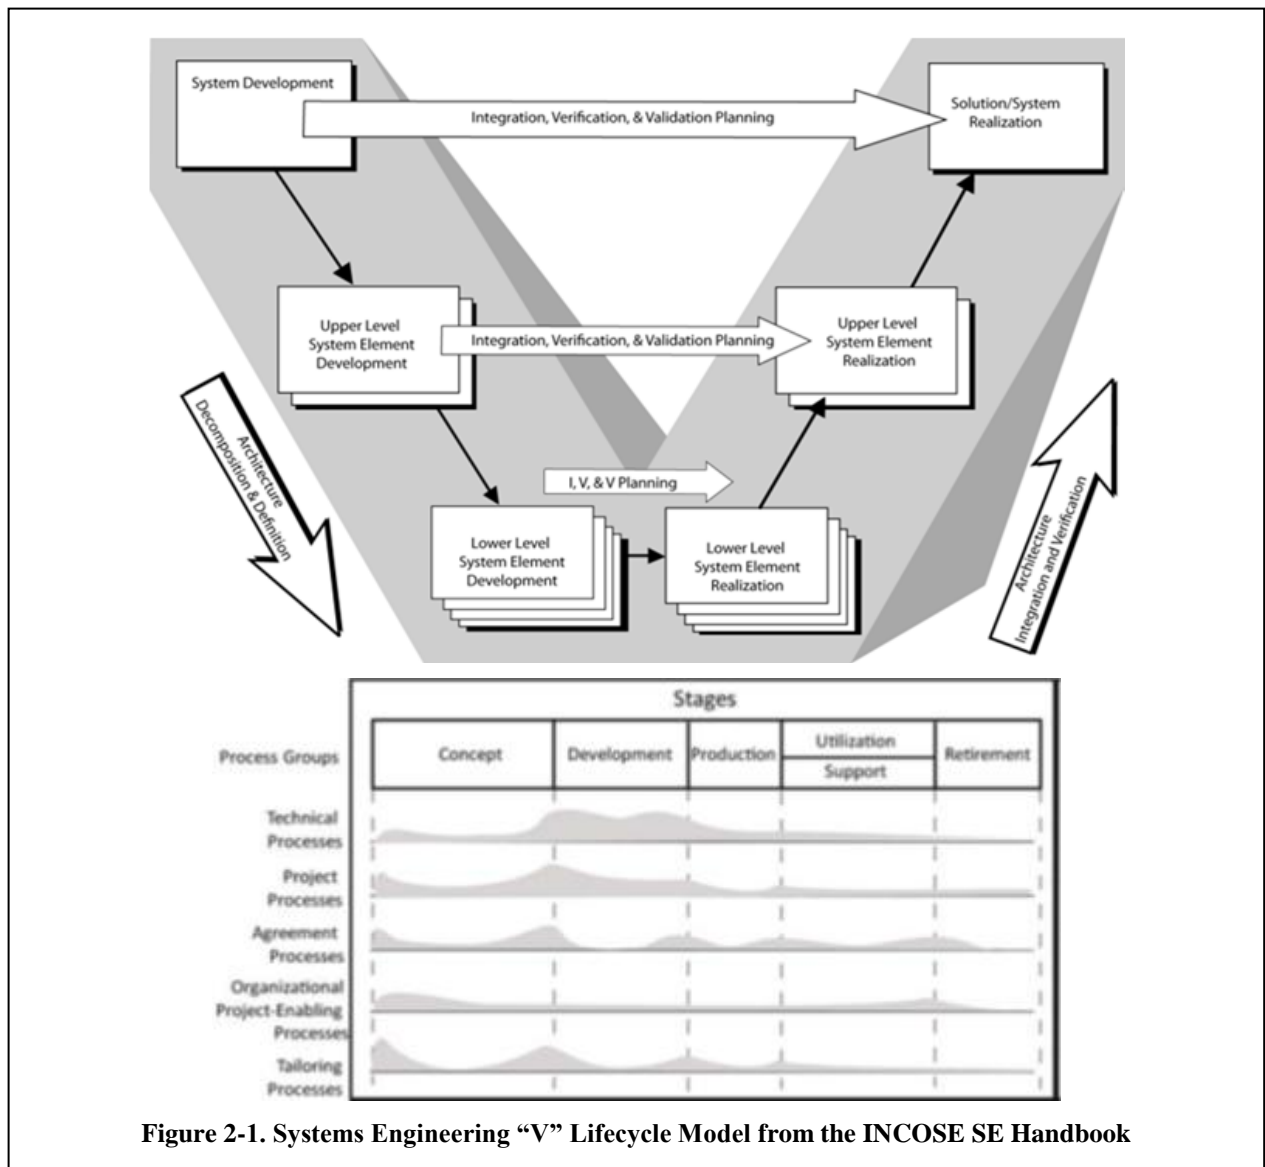 System Development
Integration, Verification, & Validation Planning
Solution/System
Realization
Upper Level
System Element
Development
Integration, Verification, & Validation Planning
Upper Level
System Element
Realization
Architecture
Decomposition & Definition
I, V, & V Planning
Architecture
Integration and Verification
Lower Level
System Element
Development
Lower Level
System Element
Realization
Stages
Process Groups
Concept
Development
Production
Utilization
Support
Retirement
Technical
Processes
Project
Processes
Agreement
Processes
Organizational
Project-Enabling
Processes
Tailoring
Processes
Figure 2-1. Systems Engineering “V” Lifecycle Model from the INCOSE SE Handbook